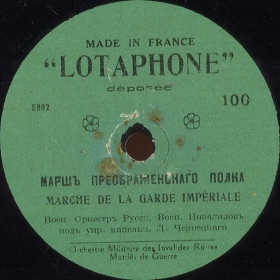 MADE IN FRANCE
“LOTAPHONE”
déposée
5892
100
МАРШЪ ПРЕОБРАЖЕНСКАГО ПОЛКА
MARCHE DE LA GARDE IMPÉRIALE
Воен. Оркестръ Русск. Воен. Инвалидовъ
подъ упр. капельм. Л. Чернецкаго
Orchestre Militaire des Invalides Russes
Mutilés de Guerre